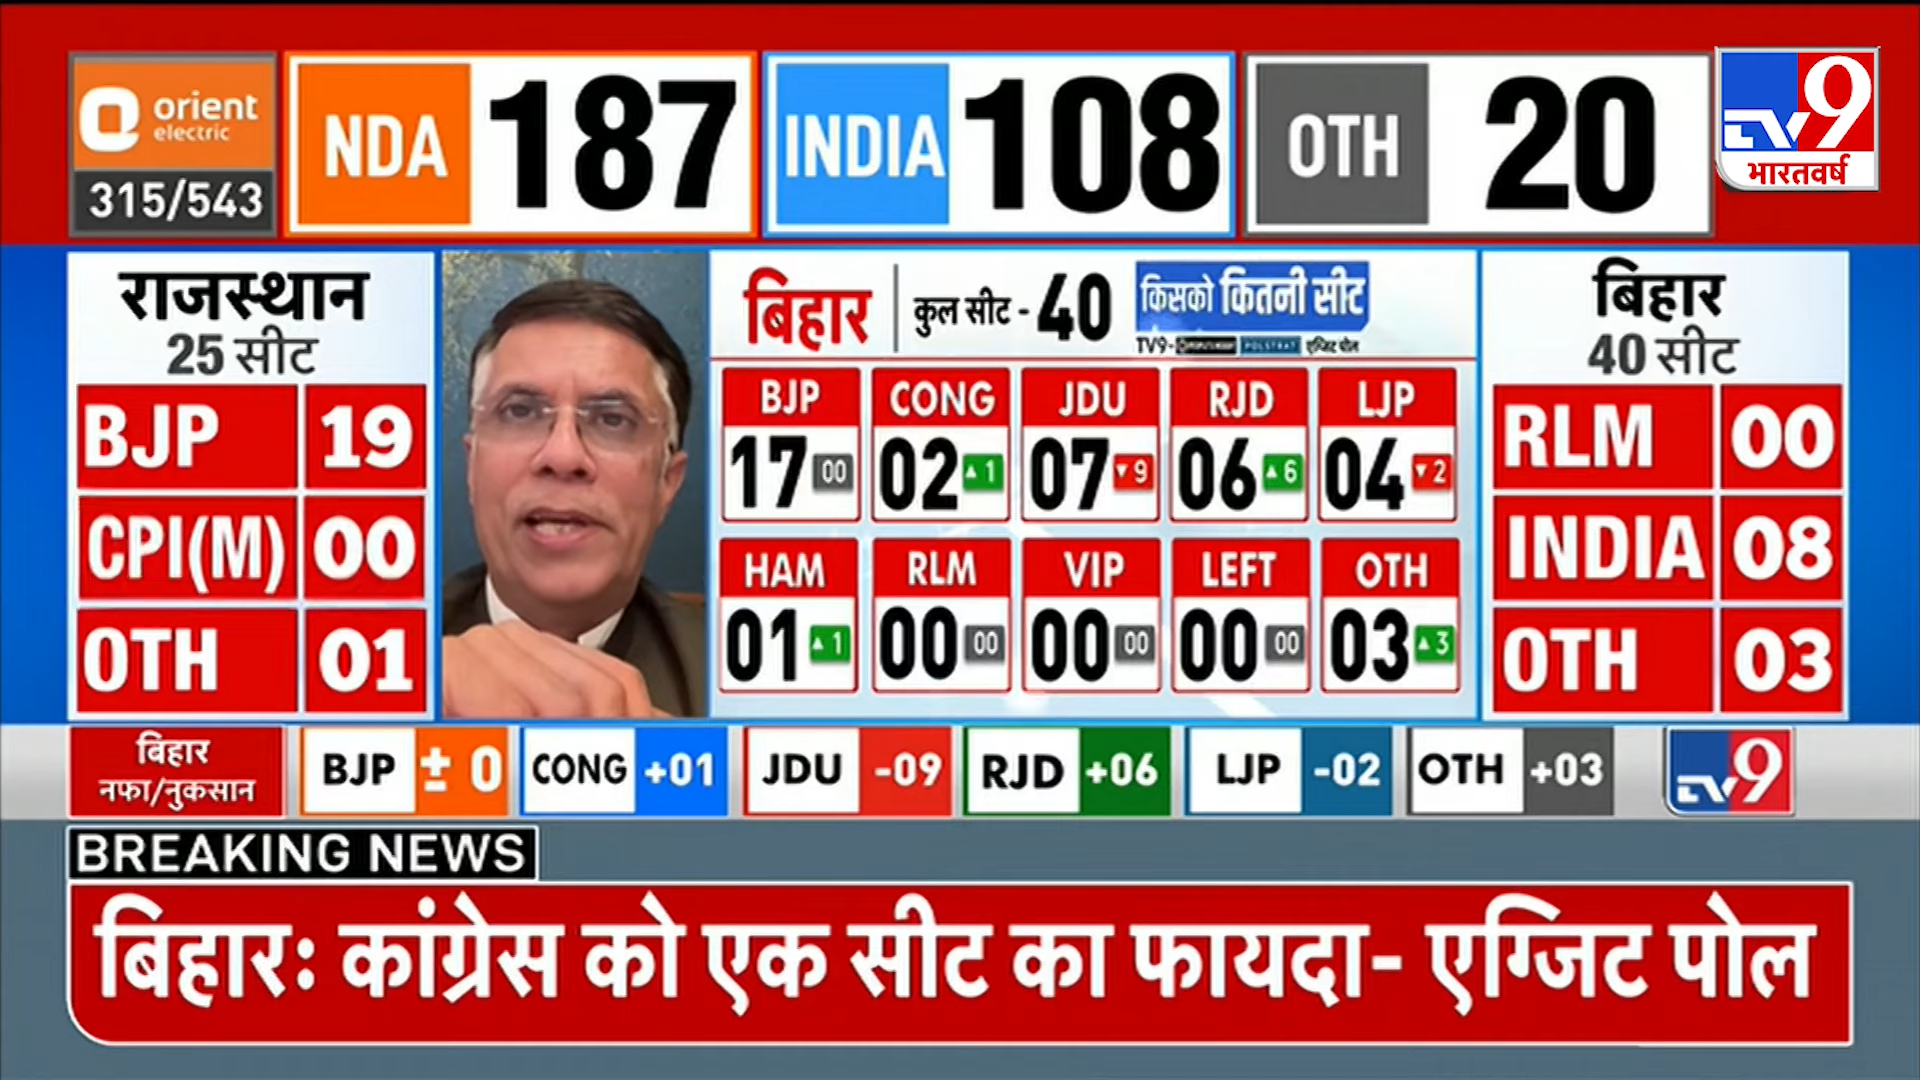 orient
electric
315/543
NDA 187
INDIA 108
OTH 20
TV9
भारतवर्ष
राजस्थान
25 सीट
BJP 19
CPI(M) 00
OTH 01
बिहार कुल सीट - 40 किसको कितनी सीट
TV9- POLSTRAT एग्जिट पोल
BJP CONG JDU RJD LJP
17 00 02 ▲1 07 ▼9 06 ▲6 04 ▼2
HAM RLM VIP LEFT OTH
01 ▲1 00 00 00 00 00 00 03 ▲3
बिहार
40 सीट
RLM 00
INDIA 08
OTH 03
बिहार
नफा/नुकसान
BJP ± 0 CONG +01 JDU -09 RJD +06 LJP -02 OTH +03 TV9
BREAKING NEWS
बिहारः कांग्रेस को एक सीट का फायदा- एग्जिट पोल